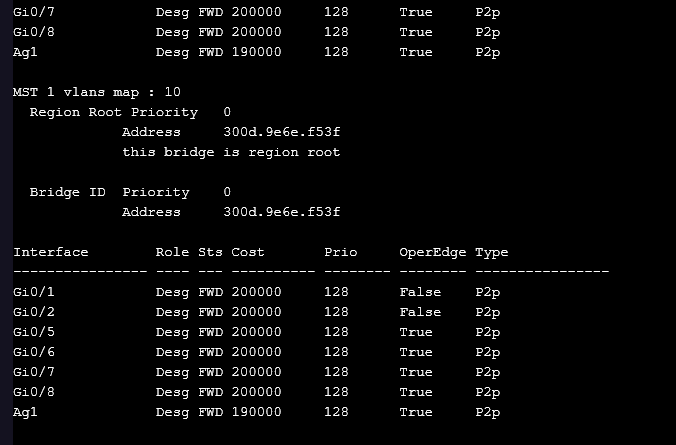 Gi0/7 Desg FWD 200000 128 True P2p
Gi0/8 Desg FWD 200000 128 True P2p
Ag1 Desg FWD 190000 128 True P2p
MST 1 vlans map : 10
Region Root Priority 0
Address 300d.9e6e.f53f
this bridge is region root
Bridge ID Priority 0
Address 300d.9e6e.f53f
Interface Role Sts Cost Prio OperEdge Type
---------------- ---- --- ---------- -------- -------- ----------------
Gi0/1 Desg FWD 200000 128 False P2p
Gi0/2 Desg FWD 200000 128 False P2p
Gi0/5 Desg FWD 200000 128 True P2p
Gi0/6 Desg FWD 200000 128 True P2p
Gi0/7 Desg FWD 200000 128 True P2p
Gi0/8 Desg FWD 200000 128 True P2p
Ag1 Desg FWD 190000 128 True P2p